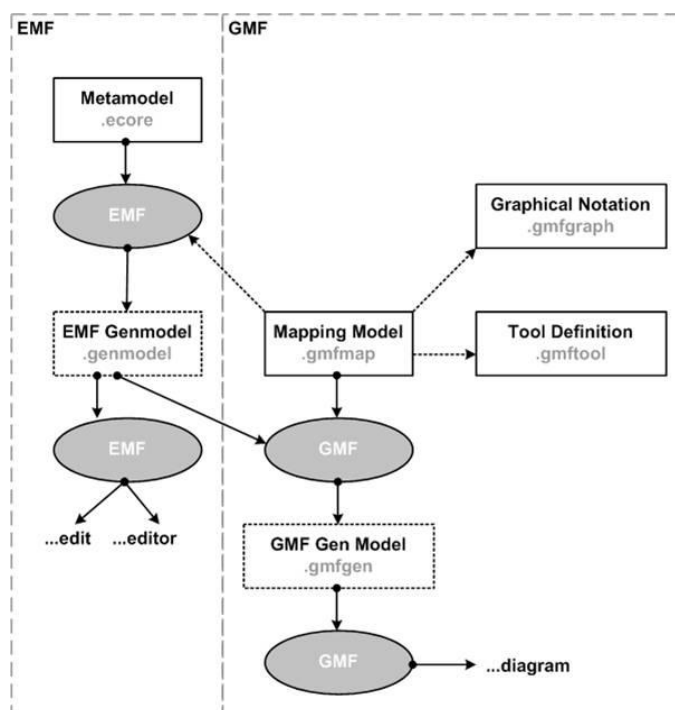 EMF
GMF
Metamodel
.ecore
EMF
Graphical Notation
.gmfgraph
EMF Genmodel
.genmodel
Mapping Model
.gmfmap
Tool Definition
.gmftool
EMF
GMF
...edit
...editor
GMF Gen Model
.gmfgen
GMF
...diagram